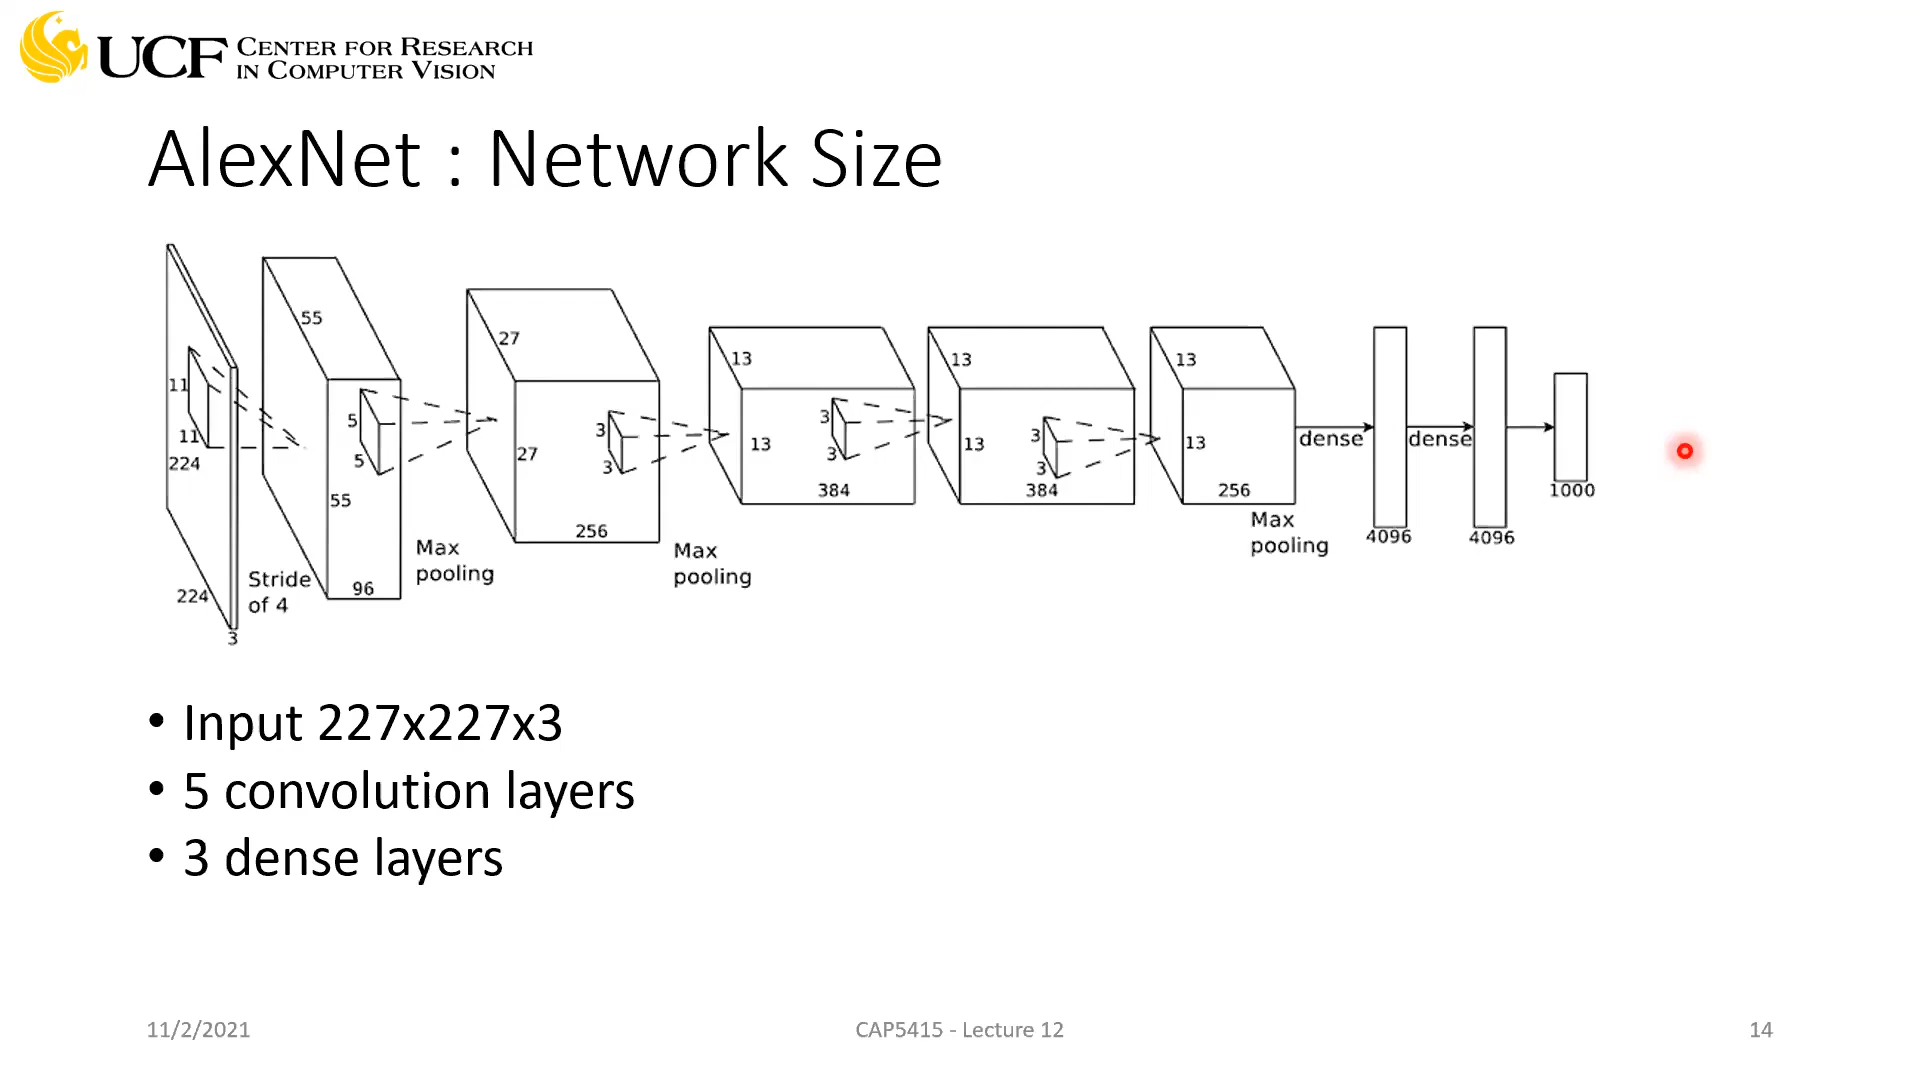 UCF CENTER FOR RESEARCH
IN COMPUTER VISION
AlexNet : Network Size
55
27
13
13
13
11
11
224
5
5
3
3
3
3
3
3
55
27
13
13
13
dense
dense
384
384
256
1000
96
256
4096
4096
Stride
of 4
Max
pooling
Max
pooling
Max
pooling
224
3
• Input 227x227x3
• 5 convolution layers
• 3 dense layers
11/2/2021
CAP5415 - Lecture 12
14